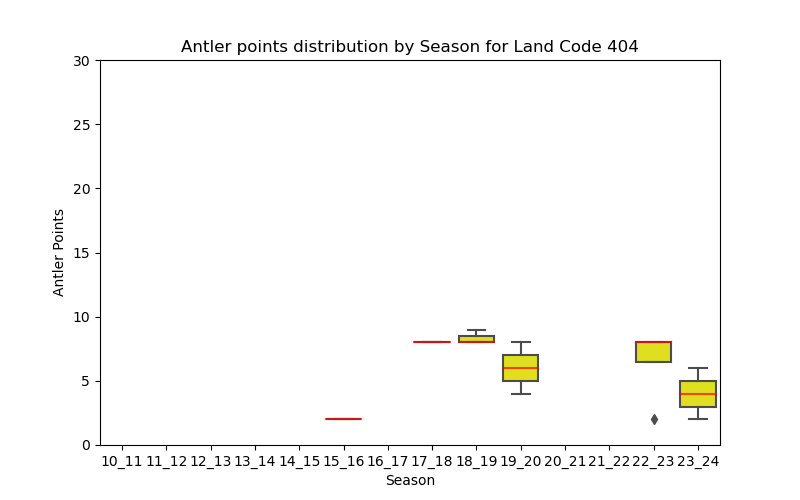 Antler points distribution by Season for Land Code 404
30
25
20
15
10
5
0
Antler Points
10_11 11_12 12_13 13_14 14_15 15_16 16_17 17_18 18_19 19_20 20_21 21_22 22_23 23_24
Season